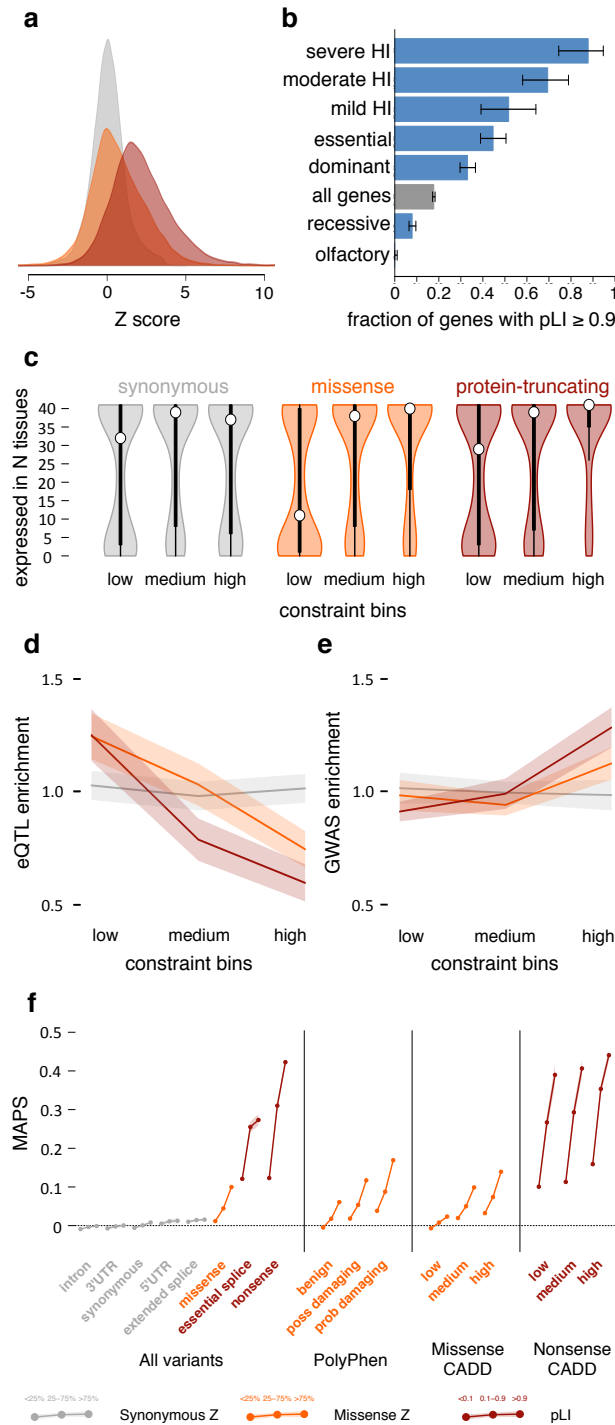 a
-5 0 5 10
Z score
b
severe HI
moderate HI
mild HI
essential
dominant
all genes
recessive
olfactory
0 0.2 0.4 0.6 0.8 1
fraction of genes with pLI ≥ 0.9
c
synonymous missense protein-truncating
expressed in N tissues
40
35
30
25
20
15
10
5
0
low medium high low medium high low medium high
constraint bins
d
eQTL enrichment
1.5
1.0
0.5
low medium high
constraint bins
e
GWAS enrichment
1.5
1.0
0.5
low medium high
constraint bins
f
MAPS
0.5
0.4
0.3
0.2
0.1
0
intron
3'UTR
synonymous
5'UTR
extended splice
missense
essential splice
nonsense
benign
poss damaging
prob damaging
low
medium
high
low
medium
high
All variants
PolyPhen
Missense
CADD
Nonsense
CADD
<25% 25–75% >75%
Synonymous Z
<25% 25–75% >75%
Missense Z
<0.1 0.1–0.9 >0.9
pLI